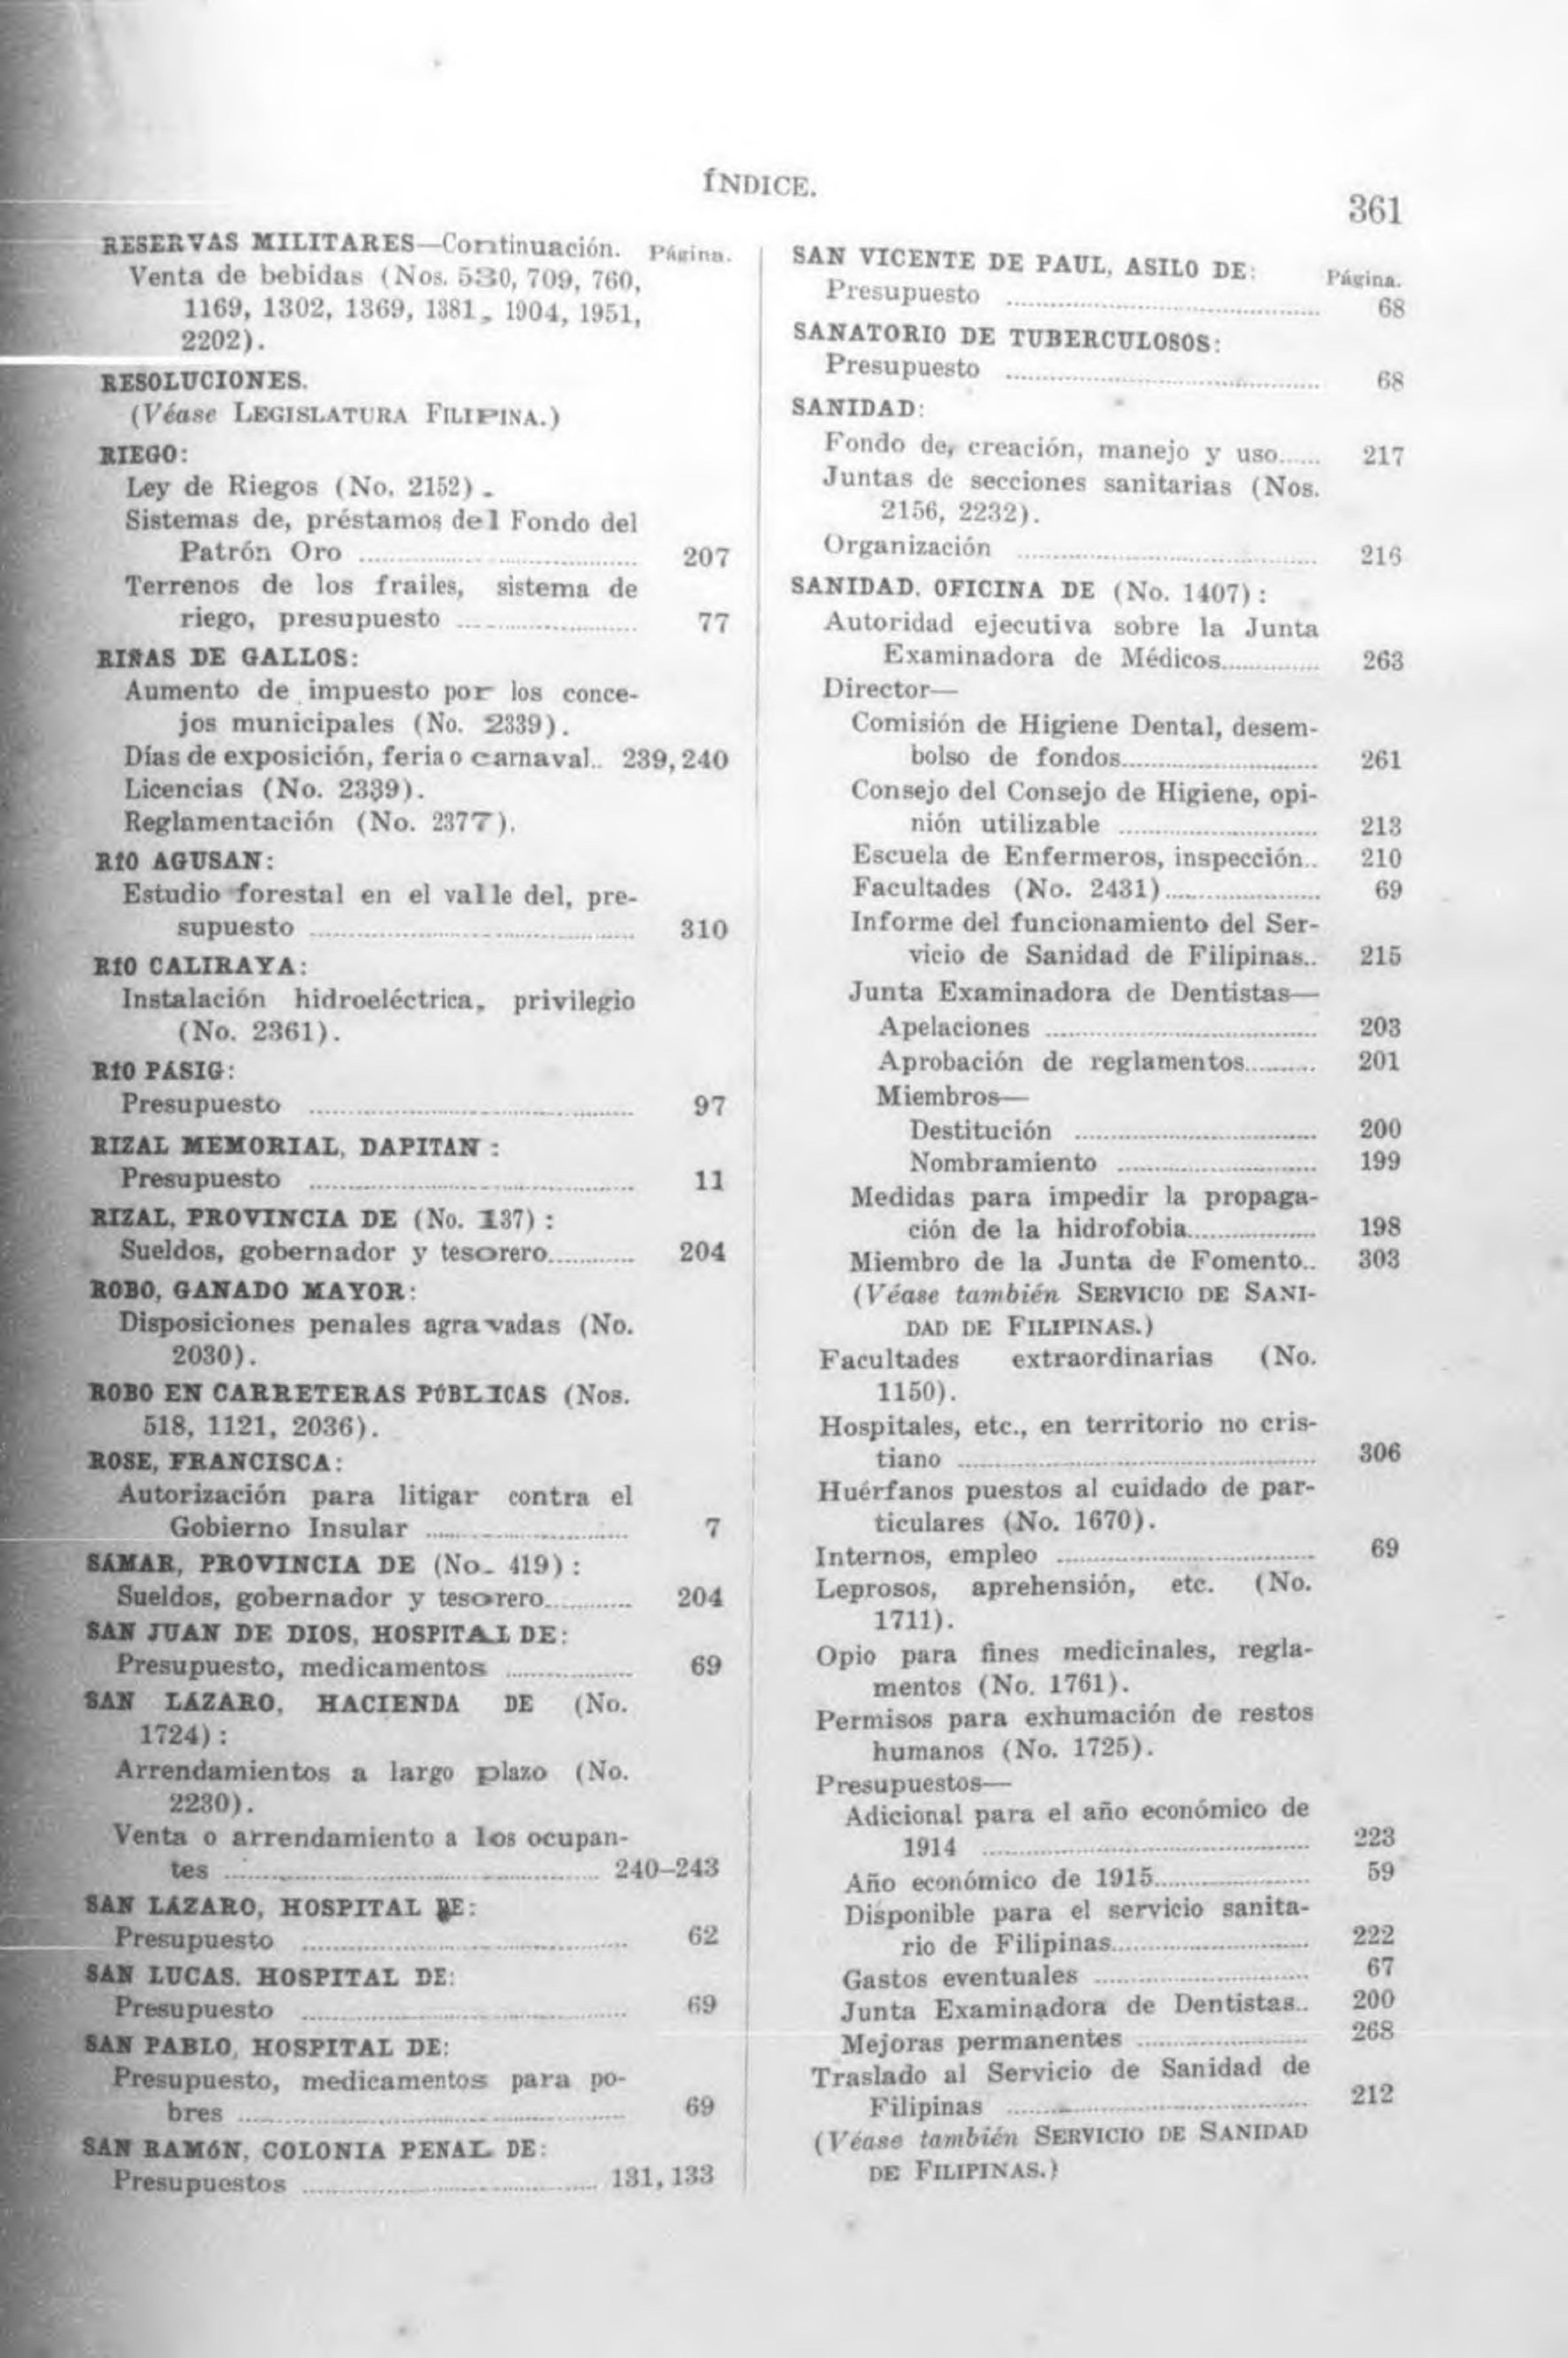 ÍNDICE.
361
RESERVAS MILITARES—Continuación. Página.
Venta de bebidas (Nos. 530, 709, 760,
1169, 1302, 1369, 1381, 1904, 1951,
2202).
RESOLUCIONES.
(Véase LEGISLATURA FILIPINA.)
RIEGO:
Ley de Riegos (No. 2152).
Sistemas de, préstamos del Fondo del
Patrón Oro ........ 207
Terrenos de los frailes, sistema de
riego, presupuesto ........ 77
RIÑAS DE GALLOS:
Aumento de impuesto por los conce-
jos municipales (No. 2339).
Días de exposición, feria o carnaval.. 239, 240
Licencias (No. 2339).
Reglamentación (No. 2377).
RÍO AGUSAN:
Estudio forestal en el valle del, pre-
supuesto ........ 310
RÍO CALIRAYA:
Instalación hidroeléctrica, privilegio
(No. 2361).
RÍO PÁSIG:
Presupuesto ........ 97
RIZAL MEMORIAL, DAPITAN:
Presupuesto ........ 11
RIZAL, PROVINCIA DE (No. 137):
Sueldos, gobernador y tesorero........ 204
ROBO, GANADO MAYOR:
Disposiciones penales agravadas (No.
2030).
ROBO EN CARRETERAS PÚBLICAS (Nos.
518, 1121, 2036).
ROSE, FRANCISCA:
Autorización para litigar contra el
Gobierno Insular ........ 7
SÁMAR, PROVINCIA DE (No. 419):
Sueldos, gobernador y tesorero........ 204
SAN JUAN DE DIOS, HOSPITAL DE:
Presupuesto, medicamentos ........ 69
SAN LÁZARO, HACIENDA DE (No.
1724):
Arrendamientos a largo plazo (No.
2230).
Venta o arrendamiento a los ocupan-
tes ........ 240–243
SAN LÁZARO, HOSPITAL DE:
Presupuesto ........ 62
SAN LUCAS, HOSPITAL DE:
Presupuesto ........ 69
SAN PABLO, HOSPITAL DE:
Presupuesto, medicamentos para po-
bres ........ 69
SAN RAMÓN, COLONIA PENAL DE:
Presupuestos ........ 131, 133
SAN VICENTE DE PAUL, ASILO DE: Página.
Presupuesto ........ 68
SANATORIO DE TUBERCULOSOS:
Presupuesto ........ 68
SANIDAD:
Fondo de, creación, manejo y uso...... 217
Juntas de secciones sanitarias (Nos.
2156, 2232).
Organización ........ 216
SANIDAD, OFICINA DE (No. 1407):
Autoridad ejecutiva sobre la Junta
Examinadora de Médicos........ 263
Director—
Comisión de Higiene Dental, desem-
bolso de fondos........ 261
Consejo del Consejo de Higiene, opi-
nión utilizable ........ 213
Escuela de Enfermeros, inspección.. 210
Facultades (No. 2431)........ 69
Informe del funcionamiento del Ser-
vicio de Sanidad de Filipinas.. 215
Junta Examinadora de Dentistas—
Apelaciones ........ 203
Aprobación de reglamentos........ 201
Miembros—
Destitución ........ 200
Nombramiento ........ 199
Medidas para impedir la propaga-
ción de la hidrofobia........ 198
Miembro de la Junta de Fomento.. 303
(Véase también SERVICIO DE SANI-
DAD DE FILIPINAS.)
Facultades extraordinarias (No.
1150).
Hospitales, etc., en territorio no cris-
tiano ........ 306
Huérfanos puestos al cuidado de par-
ticulares (No. 1670).
Internos, empleo ........ 69
Leprosos, aprehensión, etc. (No.
1711).
Opio para fines medicinales, regla-
mentos (No. 1761).
Permisos para exhumación de restos
humanos (No. 1725).
Presupuestos—
Adicional para el año económico de
1914 ........ 223
Año económico de 1915........ 59
Disponible para el servicio sanita-
rio de Filipinas........ 222
Gastos eventuales ........ 67
Junta Examinadora de Dentistas.. 200
Mejoras permanentes ........ 268
Traslado al Servicio de Sanidad de
Filipinas ........ 212
(Véase también SERVICIO DE SANIDAD
DE FILIPINAS.)